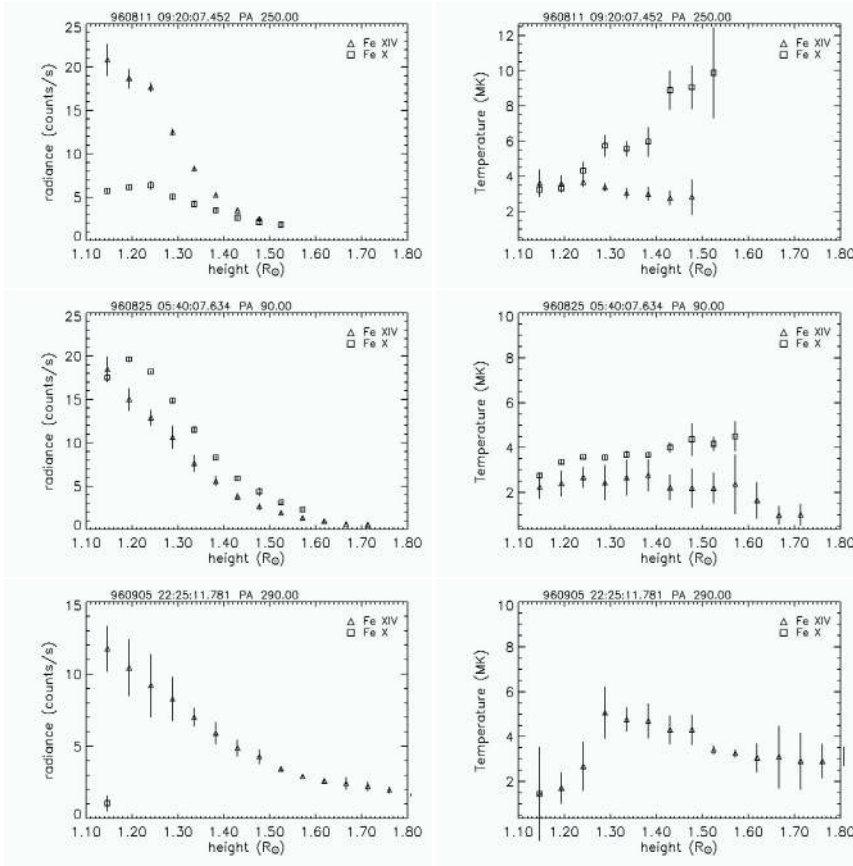 960811 09:20:07.452 PA 250.00
25
20
15
10
5
0
radiance (counts/s)
△ Fe XIV
□ Fe X
1.10 1.20 1.30 1.40 1.50 1.60 1.70 1.80
height (R⊙)
960811 09:20:07.452 PA 250.00
12
10
8
6
4
2
Temperature (MK)
△ Fe XIV
□ Fe X
1.10 1.20 1.30 1.40 1.50 1.60 1.70 1.80
height (R⊙)
960825 05:40:07.634 PA 90.00
25
20
15
10
5
0
radiance (counts/s)
△ Fe XIV
□ Fe X
1.10 1.20 1.30 1.40 1.50 1.60 1.70 1.80
height (R⊙)
960825 05:40:07.634 PA 90.00
10
8
6
4
2
Temperature (MK)
△ Fe XIV
□ Fe X
1.10 1.20 1.30 1.40 1.50 1.60 1.70 1.80
height (R⊙)
960905 22:25:11.781 PA 290.00
15
10
5
0
radiance (counts/s)
△ Fe XIV
□ Fe X
1.10 1.20 1.30 1.40 1.50 1.60 1.70 1.80
height (R⊙)
960905 22:25:11.781 PA 290.00
10
8
6
4
2
Temperature (MK)
△ Fe XIV
□ Fe X
1.10 1.20 1.30 1.40 1.50 1.60 1.70 1.80
height (R⊙)